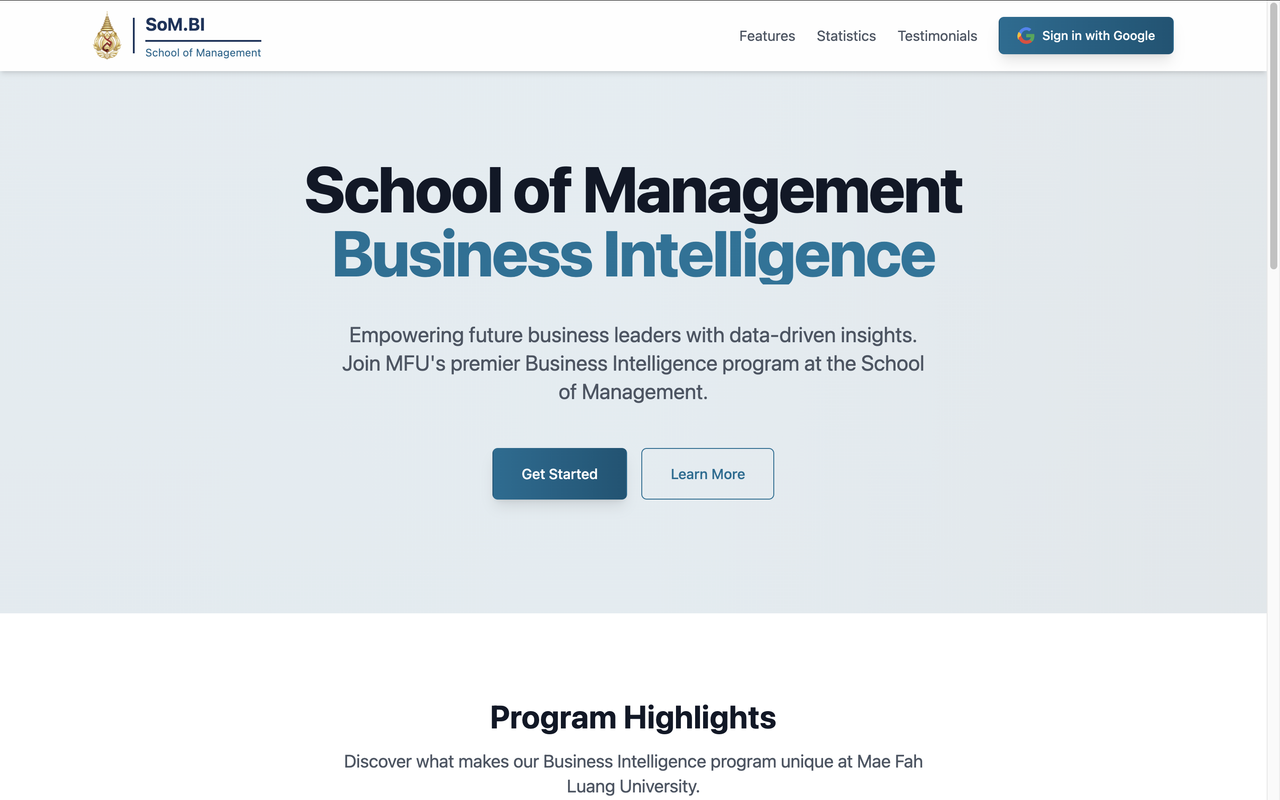 SoM.BI
School of Management
Features
Statistics
Testimonials
Sign in with Google
School of Management
Business Intelligence
Empowering future business leaders with data-driven insights.
Join MFU's premier Business Intelligence program at the School
of Management.
Get Started
Learn More
Program Highlights
Discover what makes our Business Intelligence program unique at Mae Fah
Luang University.